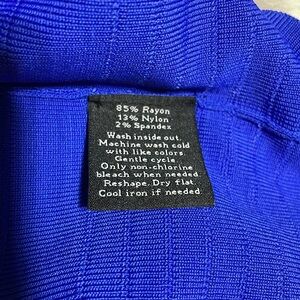 85% Rayon
13% Nylon
2% Spandex
Wash inside out.
Machine wash cold
with like colors.
Gentle cycle.
Only non-chlorine
bleach when needed.
Reshape. Dry flat.
Cool iron if needed.